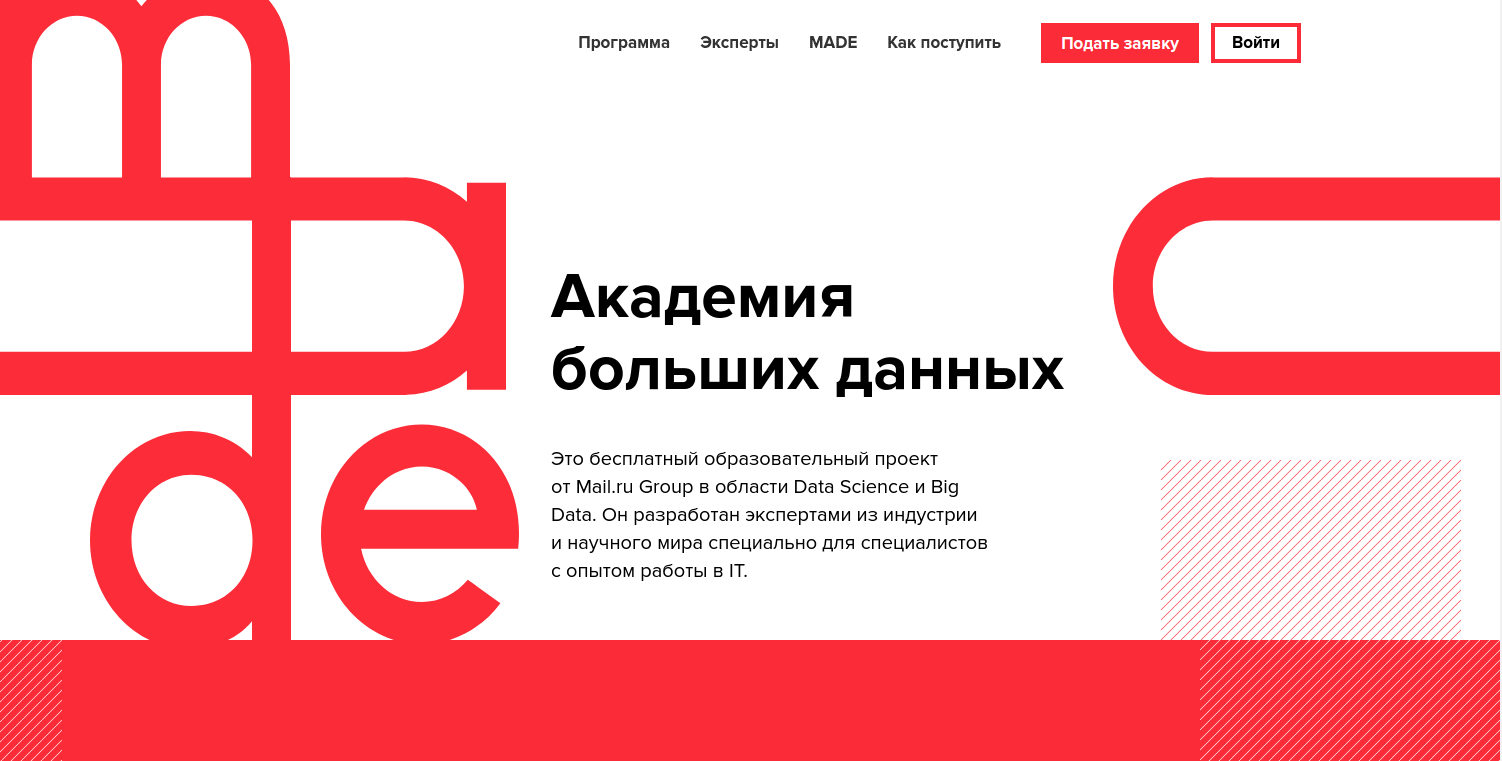 Программа Эксперты MADE Как поступить Подать заявку Войти
made
Академия
больших данных
Это бесплатный образовательный проект
от Mail.ru Group в области Data Science и Big
Data. Он разработан экспертами из индустрии
и научного мира специально для специалистов
с опытом работы в IT.